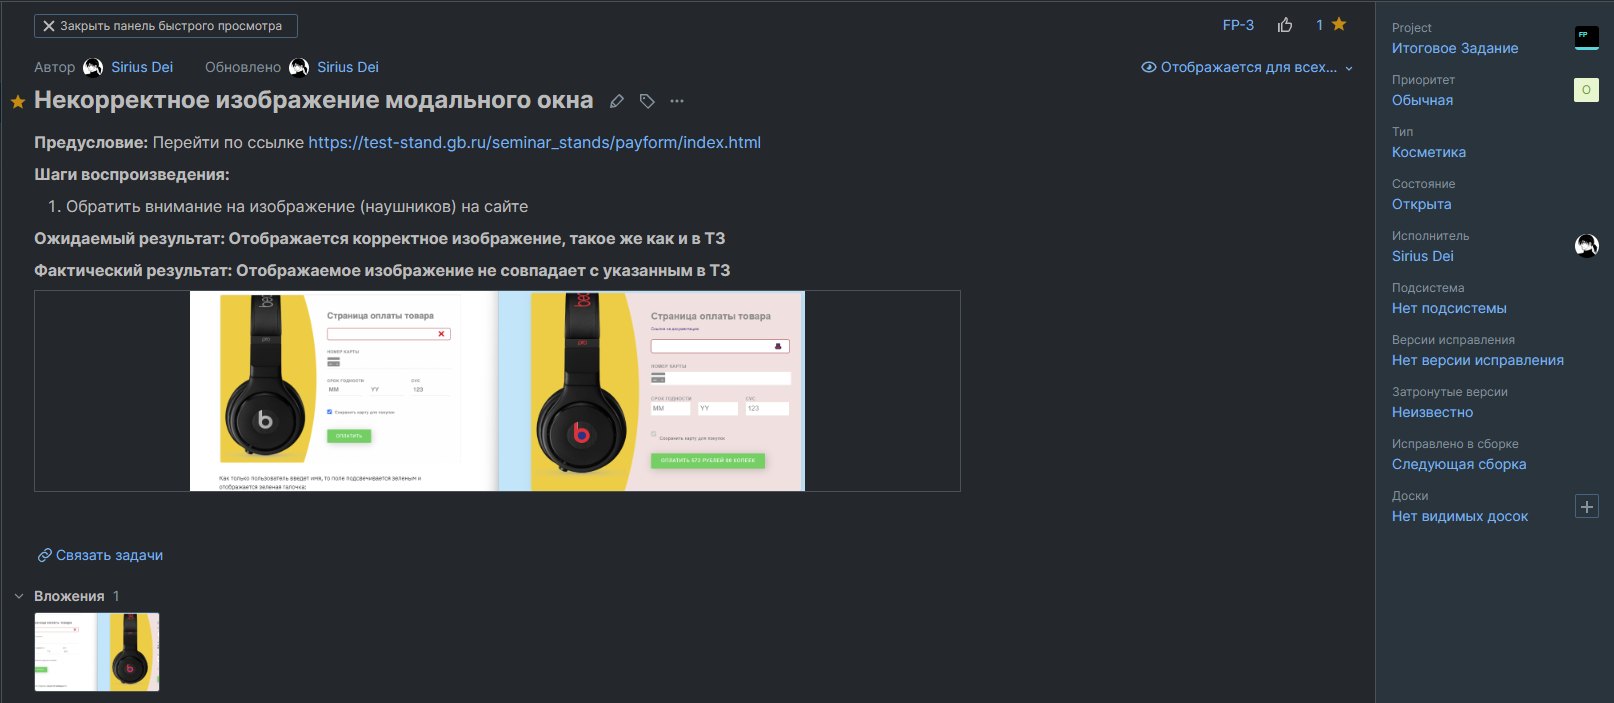 Закрыть панель быстрого просмотра
FP-3
1
Автор Sirius Dei Обновлено Sirius Dei
Отображается для всех...
Некорректное изображение модального окна
Предусловие: Перейти по ссылке https://test-stand.gb.ru/seminar_stands/payform/index.html
Шаги воспроизведения:
1. Обратить внимание на изображение (наушников) на сайте
Ожидаемый результат: Отображается корректное изображение, такое же как и в ТЗ
Фактический результат: Отображаемое изображение не совпадает с указанным в ТЗ
Страница оплаты товара
НОМЕР КАРТЫ
СРОК ГОДНОСТИ CVC
MM YY 123
Сохранить карту для покупок
ОПЛАТИТЬ
Как только пользователь введет имя, то поле подсвечивается зеленым и
отображается зеленая галочка:
Страница оплаты товара
Ссылка на документацию
НОМЕР КАРТЫ
СРОК ГОДНОСТИ CVC
MM YY 123
Сохранить карту для покупок
ОПЛАТИТЬ 673 РУБЛЕЙ
Связать задачи
Вложения 1
Project
Итоговое Задание
FP
Приоритет
Обычная
О
Тип
Косметика
Состояние
Открыта
Исполнитель
Sirius Dei
Подсистема
Нет подсистемы
Версии исправления
Нет версии исправления
Затронутые версии
Неизвестно
Исправлено в сборке
Следующая сборка
Доски
Нет видимых досок